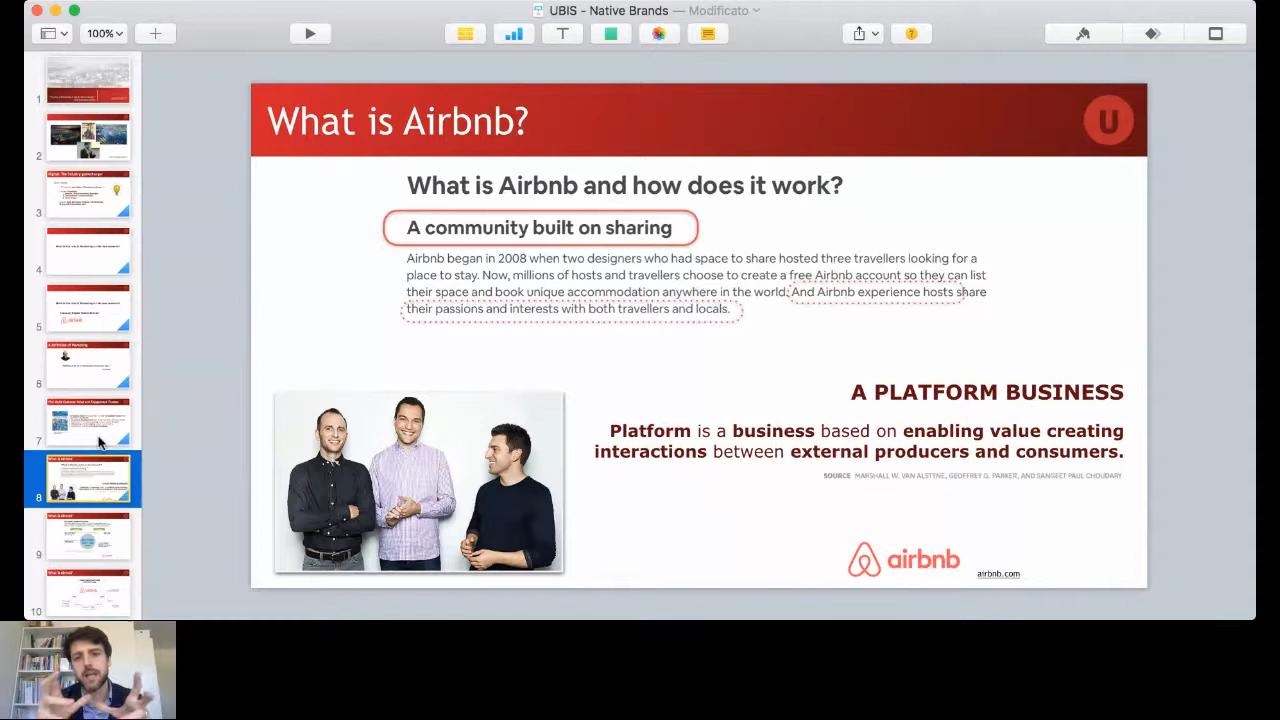 UBIS - Native Brands — Modificato
100%
1
2
3
4
5
6
7
8
9
10
What is Airbnb?
U
What is Airbnb and how does it work?
A community built on sharing
Airbnb began in 2008 when two designers who had space to share hosted three travellers looking for a
place to stay. Now, millions of hosts and travellers choose to create a free Airbnb account so they can list
their space and book unique accommodation anywhere in the world. And Airbnb experience hosts share
their passions and interests with both travellers and locals.
A PLATFORM BUSINESS
Platform is a business based on enabling value creating
interactions between external producers and consumers.
SOURCE MARSHALL W. VAN ALSTYNE, GEOFFREY G. PARKER, AND SANGEET PAUL CHOUDARY
airbnb
airbnb.com